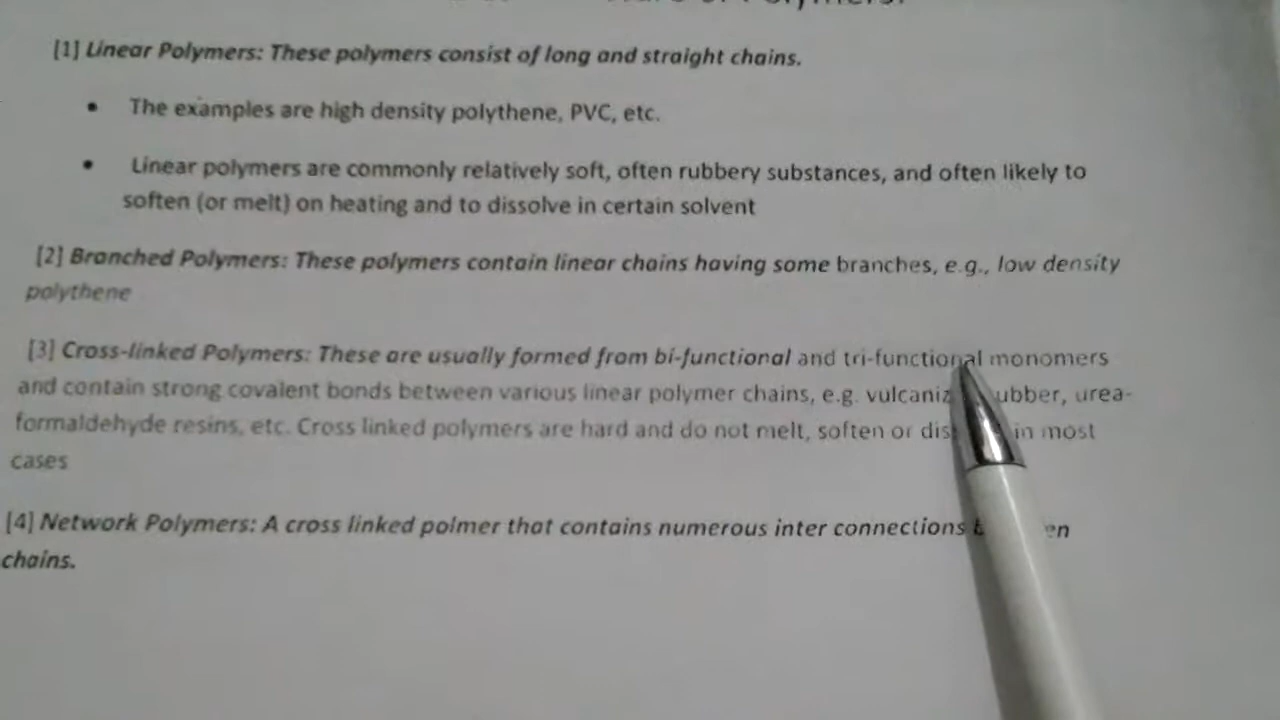 [1] Linear Polymers: These polymers consist of long and straight chains.
• The examples are high density polythene, PVC, etc.
• Linear polymers are commonly relatively soft, often rubbery substances, and often likely to
soften (or melt) on heating and to dissolve in certain solvent
[2] Branched Polymers: These polymers contain linear chains having some branches, e.g., low density
polythene
[3] Cross-linked Polymers: These are usually formed from bi-functional and tri-functional monomers
and contain strong covalent bonds between various linear polymer chains, e.g. urea-
formaldehyde resins, etc. Cross linked polymers are hard and do not melt, soften or in most
cases
[4] Network Polymers: A cross linked polmer that contains numerous inter connections
chains.